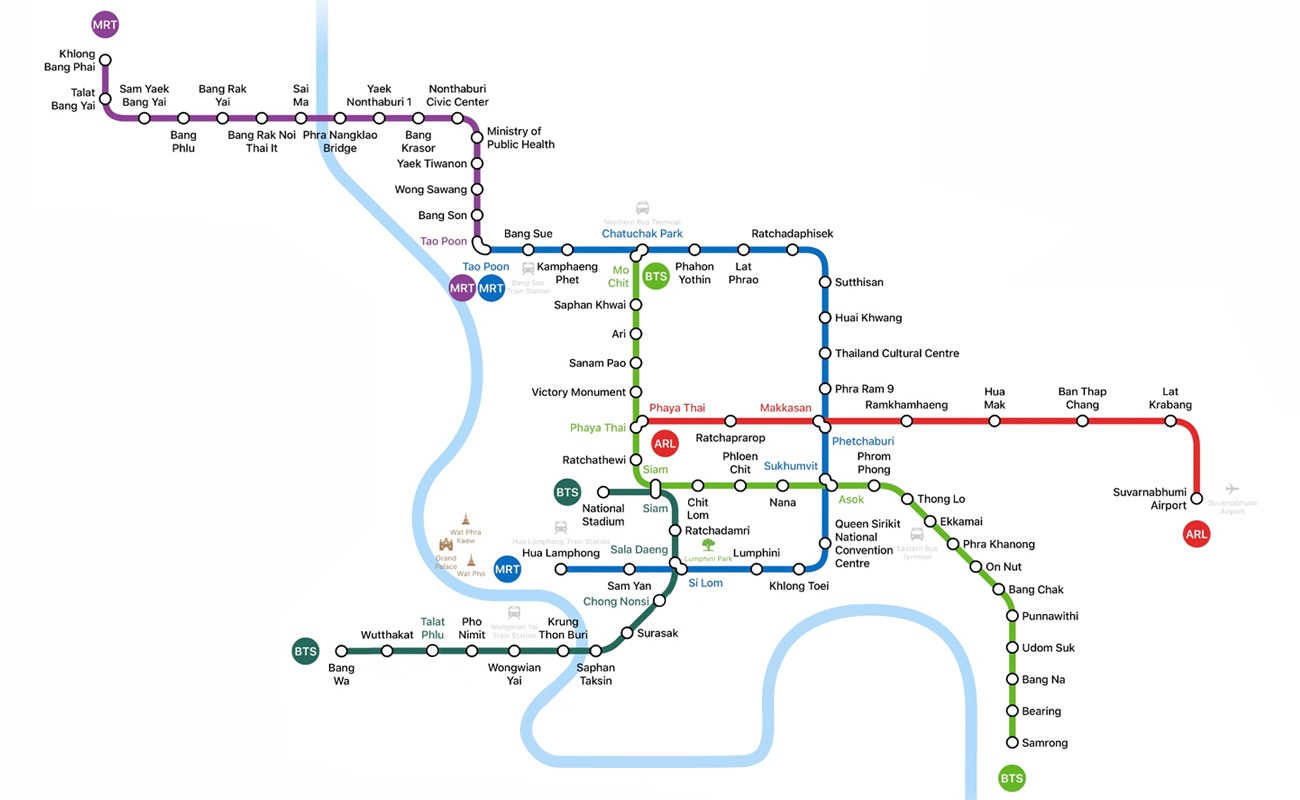 MRT
Khlong
Bang Phai
Talat
Bang Yai
Sam Yaek
Bang Yai
Bang
Phlu
Bang Rak
Yai
Bang Rak Noi
Thai It
Sai
Ma
Phra Nangklao
Bridge
Yaek
Nonthaburi 1
Bang
Krasor
Nonthaburi
Civic Center
Ministry of
Public Health
Yaek Tiwanon
Wong Sawang
Bang Son
Tao Poon
Tao Poon
MRT
MRT
Bang Sue
Bang Sue
Train Station
Kamphaeng
Phet
Northern Bus Terminal
Chatuchak Park
Mo
Chit
BTS
Phahon
Yothin
Lat
Phrao
Ratchadaphisek
Sutthisan
Huai Khwang
Thailand Cultural Centre
Phra Ram 9
Saphan Khwai
Ari
Sanam Pao
Victory Monument
Phaya Thai
Phaya Thai
ARL
Ratchaprarop
Makkasan
Phetchaburi
Ramkhamhaeng
Hua
Mak
Ban Thap
Chang
Lat
Krabang
Suvarnabhumi
Airport
Suvarnabhumi
Airport
ARL
Ratchathewi
Siam
Siam
BTS
National
Stadium
Chit
Lom
Phloen
Chit
Nana
Sukhumvit
Asok
Phrom
Phong
Thong Lo
Ekkamai
Eastern Bus
Terminal
Phra Khanong
On Nut
Bang Chak
Punnawithi
Udom Suk
Bang Na
Bearing
Samrong
BTS
Queen Sirikit
National
Convention
Centre
Khlong Toei
Lumphini
Lumphini Park
Si Lom
Sala Daeng
Ratchadamri
Sam Yan
Hua Lamphong Train Station
Hua Lamphong
MRT
Wat Phra
Kaew
Grand
Palace
Wat Pho
Chong Nonsi
Surasak
Saphan
Taksin
Krung
Thon Buri
Wongwian Yai
Train Station
Wongwian
Yai
Pho
Nimit
Talat
Phlu
Wutthakat
Bang
Wa
BTS